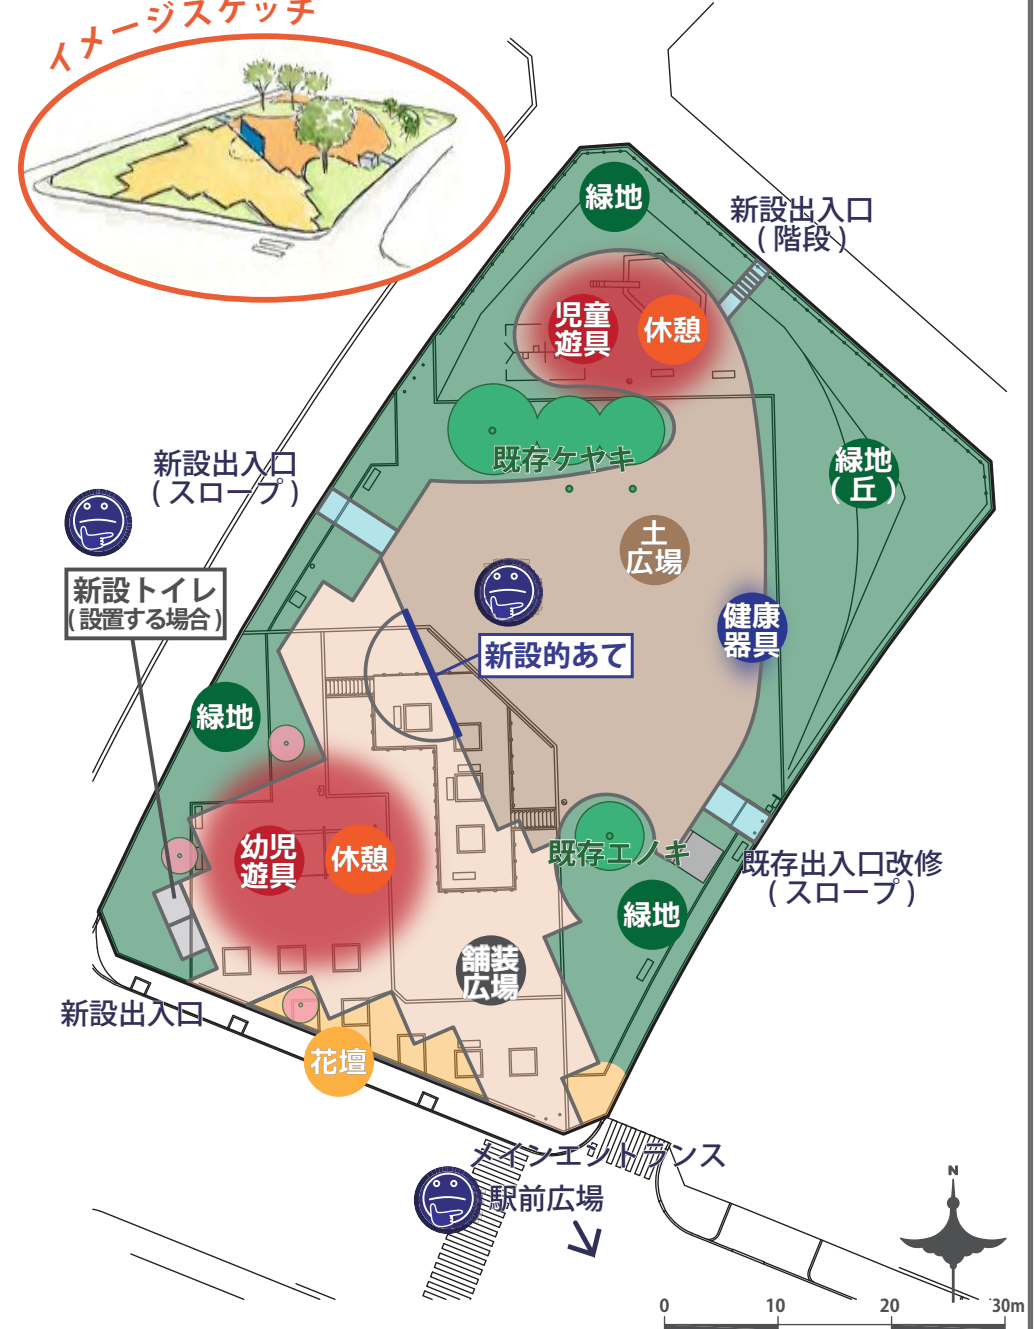 イメージスケッチ
緑地
新設出入口
(階段)
児童
遊具
休憩
既存ケヤキ
緑地
(丘)
新設出入口
(スロープ)
土
広場
新設トイレ
(設置する場合)
健康
器具
新設的あて
緑地
幼児
遊具
休憩
既存エノキ
既存出入口改修
(スロープ)
緑地
舗装
広場
新設出入口
花壇
メインエントランス
駅前広場
N
0 10 20 30m